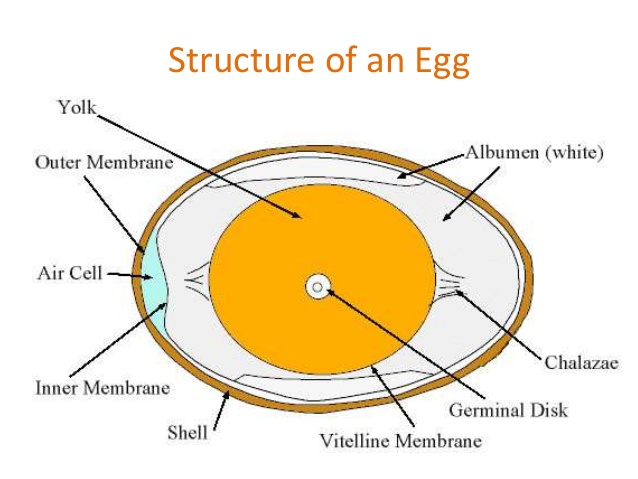 Structure of an Egg
Yolk
Albumen (white)
Outer Membrane
Air Cell
Chalazae
Inner Membrane
Germinal Disk
Shell
Vitelline Membrane